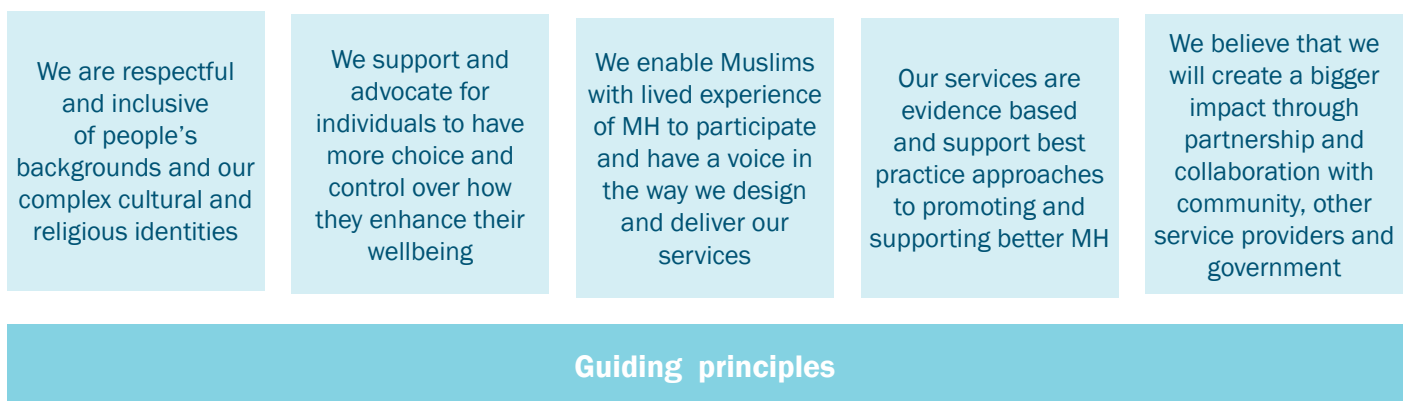 We are respectful
and inclusive
of people’s
backgrounds and our
complex cultural and
religious identities
We support and
advocate for
individuals to have
more choice and
control over how
they enhance their
wellbeing
We enable Muslims
with lived experience
of MH to participate
and have a voice in
the way we design
and deliver our
services
Our services are
evidence based
and support best
practice approaches
to promoting and
supporting better MH
We believe that we
will create a bigger
impact through
partnership and
collaboration with
community, other
service providers and
government
Guiding principles